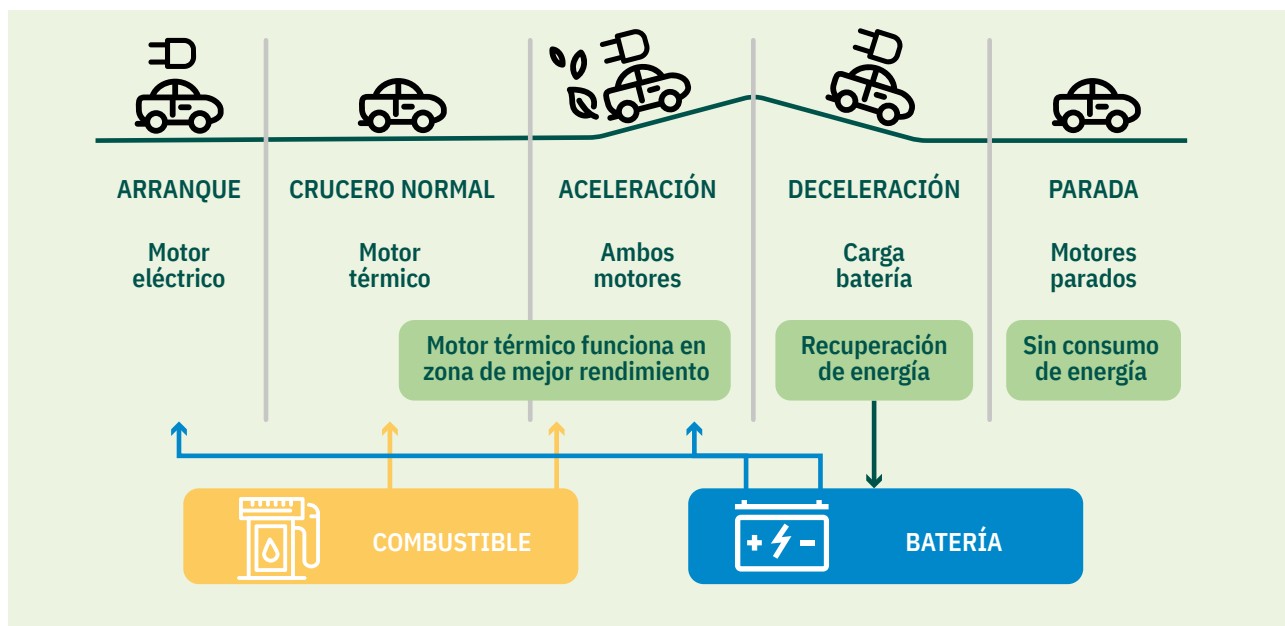 ARRANQUE
CRUCERO NORMAL
ACELERACIÓN
DECELERACIÓN
PARADA
Motor
eléctrico
Motor
térmico
Ambos
motores
Carga
batería
Motores
parados
Motor térmico funciona en
zona de mejor rendimiento
Recuperación
de energía
Sin consumo
de energía
COMBUSTIBLE
BATERÍA